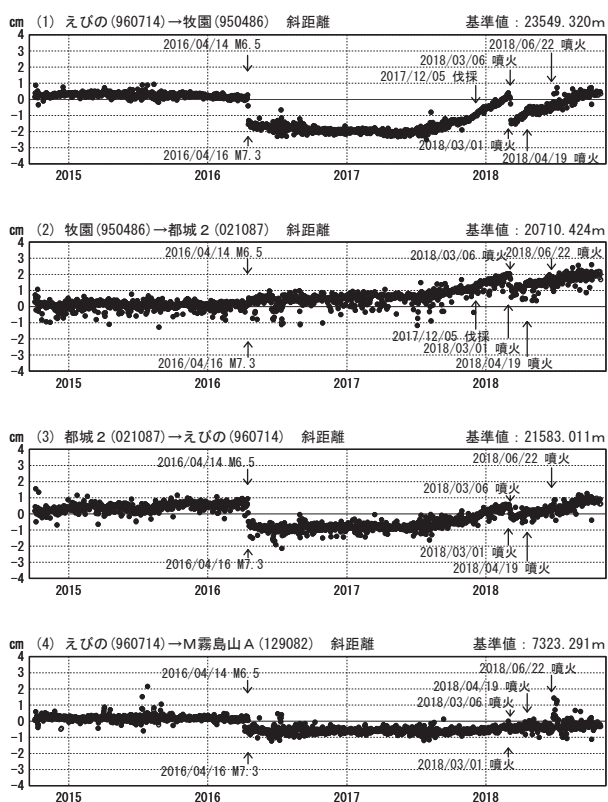 cm (1) えびの(960714)→牧園(950486) 斜距離 基準値：23549.320m
4
3
2
1
0
-1
-2
-3
-4
2016/04/14 M6.5
2018/06/22 噴火
2018/03/06 噴火
2017/12/05 伐採
2016/04/16 M7.3
2018/03/01 噴火
2018/04/19 噴火
2015 2016 2017 2018
cm (2) 牧園(950486)→都城２(021087) 斜距離 基準値：20710.424m
4
3
2
1
0
-1
-2
-3
-4
2016/04/14 M6.5
2018/03/06 噴火
2018/06/22 噴火
2017/12/05 伐採
2018/03/01 噴火
2016/04/16 M7.3
2018/04/19 噴火
2015 2016 2017 2018
cm (3) 都城２(021087)→えびの(960714) 斜距離 基準値：21583.011m
4
3
2
1
0
-1
-2
-3
-4
2016/04/14 M6.5
2018/06/22 噴火
2018/03/06 噴火
2018/03/01 噴火
2016/04/16 M7.3
2018/04/19 噴火
2015 2016 2017 2018
cm (4) えびの(960714)→Ｍ霧島山Ａ(129082) 斜距離 基準値：7323.291m
4
3
2
1
0
-1
-2
-3
-4
2018/06/22 噴火
2016/04/14 M6.5
2018/04/19 噴火
2018/03/06 噴火
2018/03/01 噴火
2016/04/16 M7.3
2015 2016 2017 2018